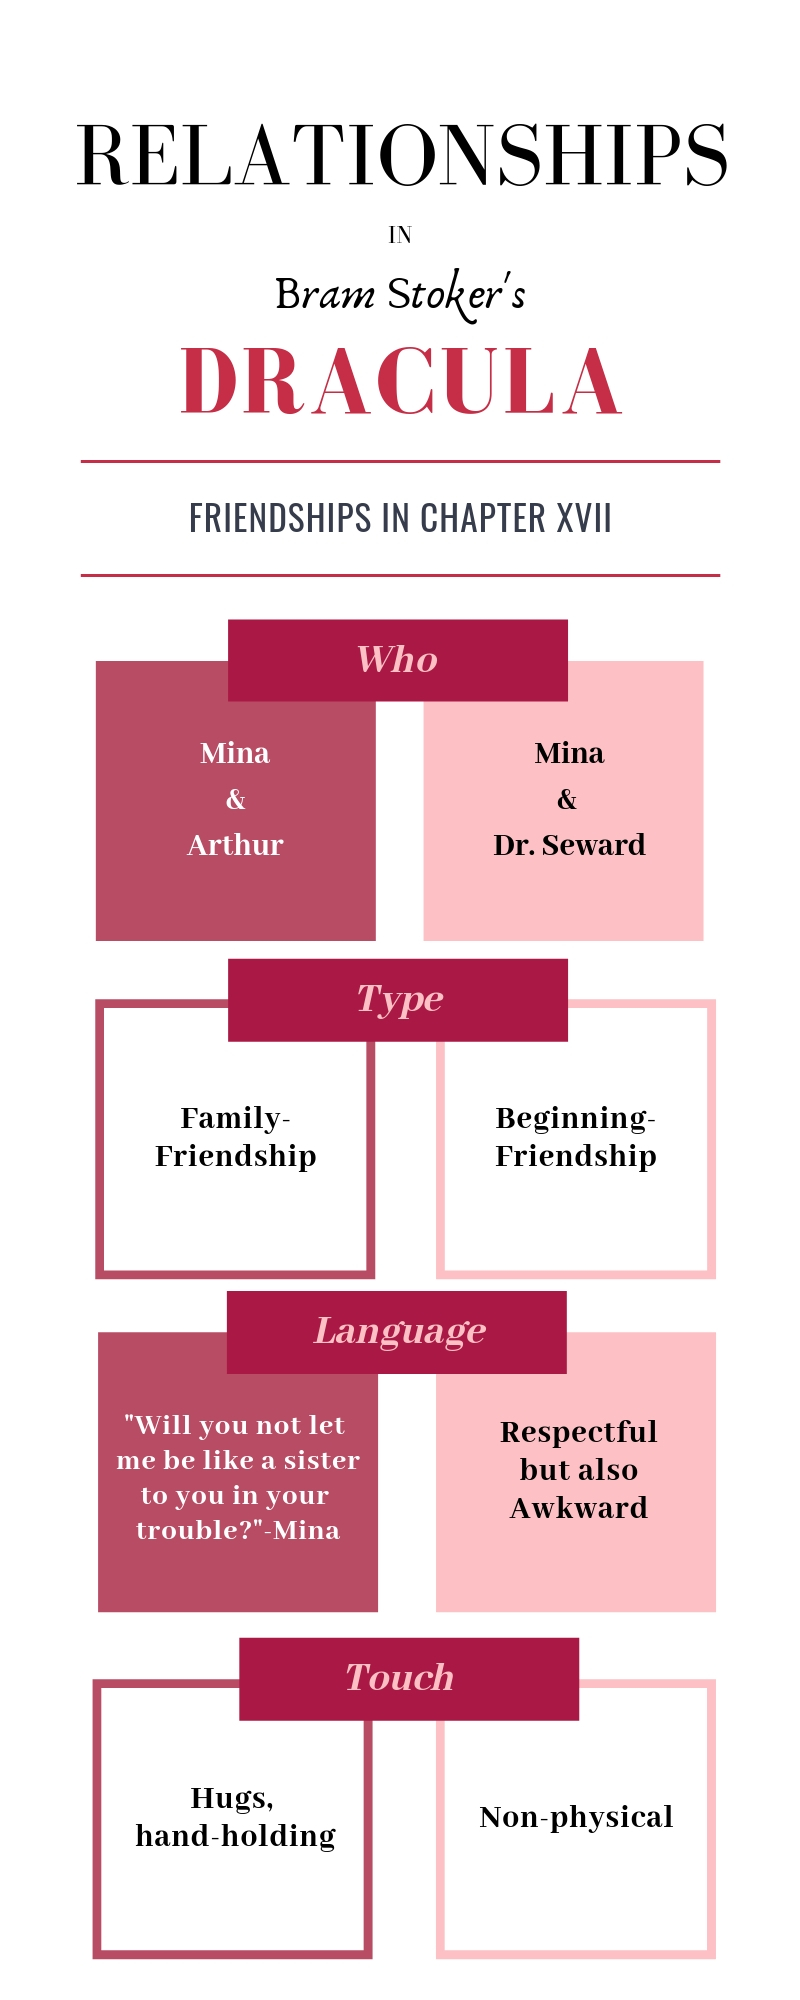 RELATIONSHIPS
IN
Bram Stoker's
DRACULA
FRIENDSHIPS IN CHAPTER XVII
Who
Mina
&
Arthur
Mina
&
Dr. Seward
Type
Family-
Friendship
Beginning-
Friendship
Language
"Will you not let
me be like a sister
to you in your
trouble?"-Mina
Respectful
but also
Awkward
Touch
Hugs,
hand-holding
Non-physical